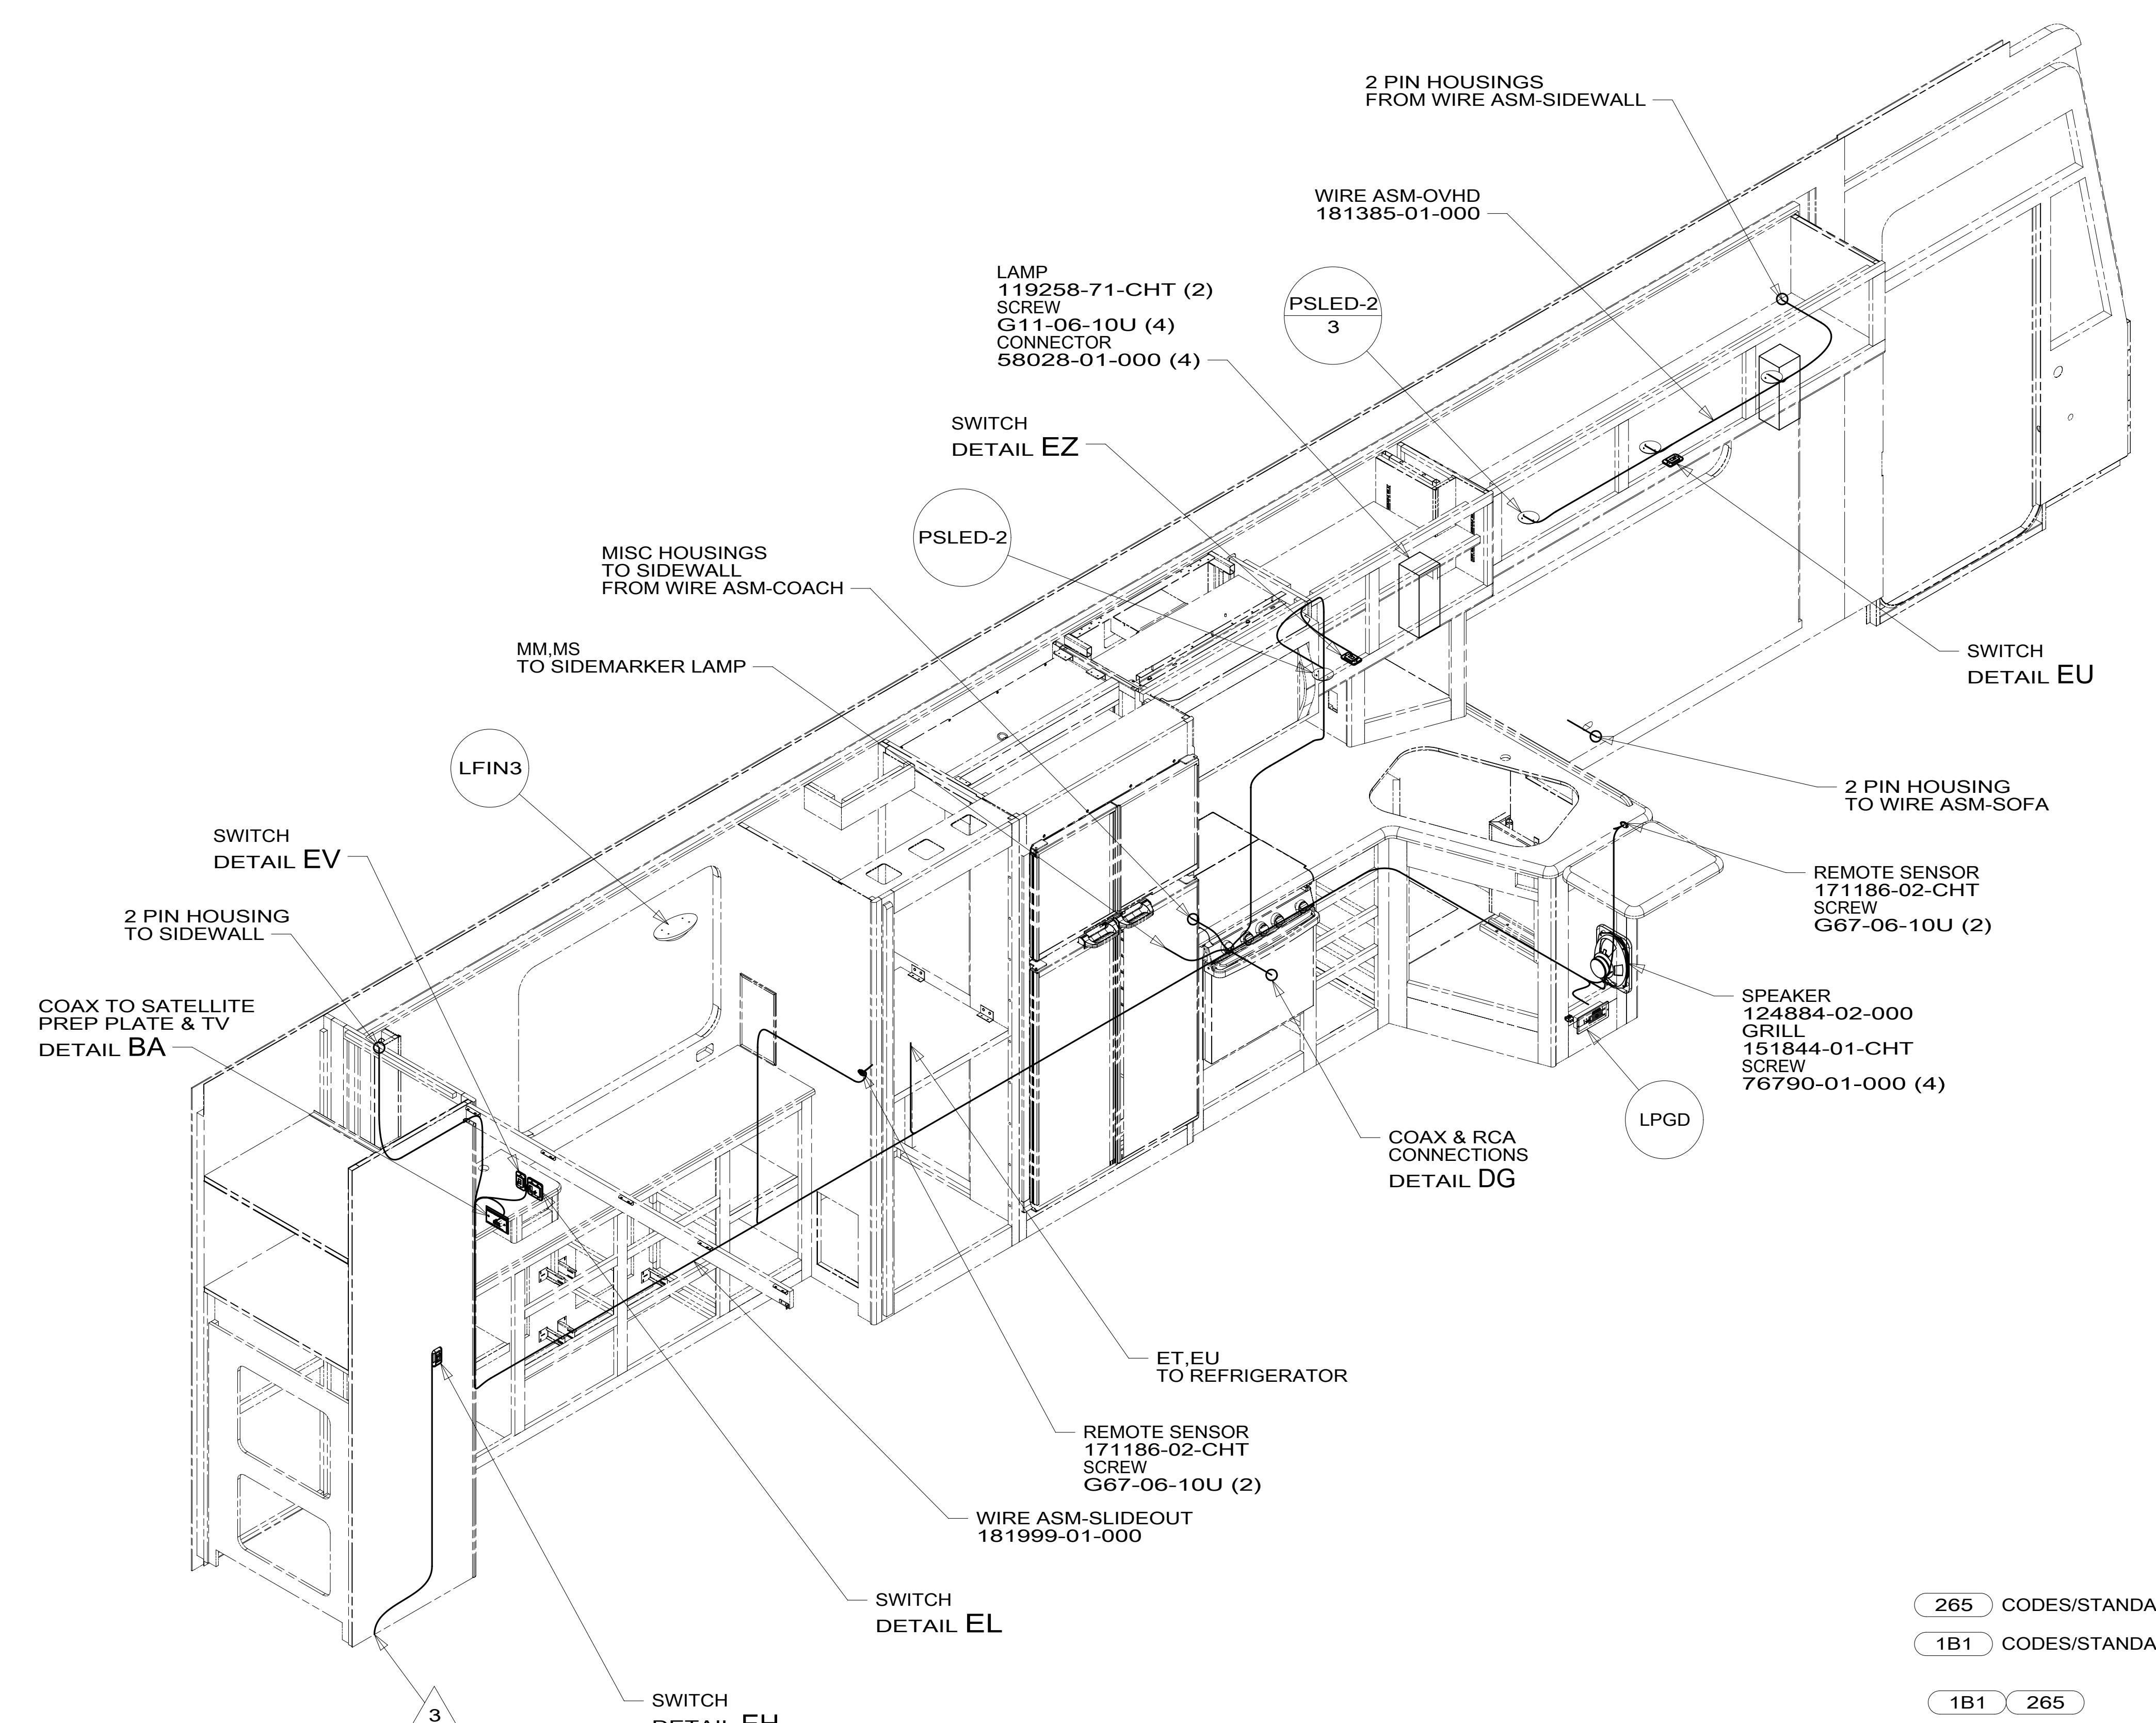 2 PIN HOUSINGS
FROM WIRE ASM-SIDEWALL
WIRE ASM-OVHD
181385-01-000
LAMP
119258-71-CHT (2)
SCREW
G11-06-10U (4)
CONNECTOR
58028-01-000 (4)
PSLED-2
3
SWITCH
DETAIL EZ
PSLED-2
MISC HOUSINGS
TO SIDEWALL
FROM WIRE ASM-COACH
MM,MS
TO SIDEMARKER LAMP
SWITCH
DETAIL EU
LFIN3
2 PIN HOUSING
TO WIRE ASM-SOFA
SWITCH
DETAIL EV
REMOTE SENSOR
171186-02-CHT
SCREW
G67-06-10U (2)
2 PIN HOUSING
TO SIDEWALL
COAX TO SATELLITE
PREP PLATE & TV
DETAIL BA
SPEAKER
124884-02-000
GRILL
151844-01-CHT
SCREW
76790-01-000 (4)
LPGD
COAX & RCA
CONNECTIONS
DETAIL DG
ET,EU
TO REFRIGERATOR
REMOTE SENSOR
171186-02-CHT
SCREW
G67-06-10U (2)
WIRE ASM-SLIDEOUT
181999-01-000
SWITCH
DETAIL EL
265 CODES/STANDA
1B1 CODES/STANDA
1B1 265
SWITCH
DETAIL EH
3